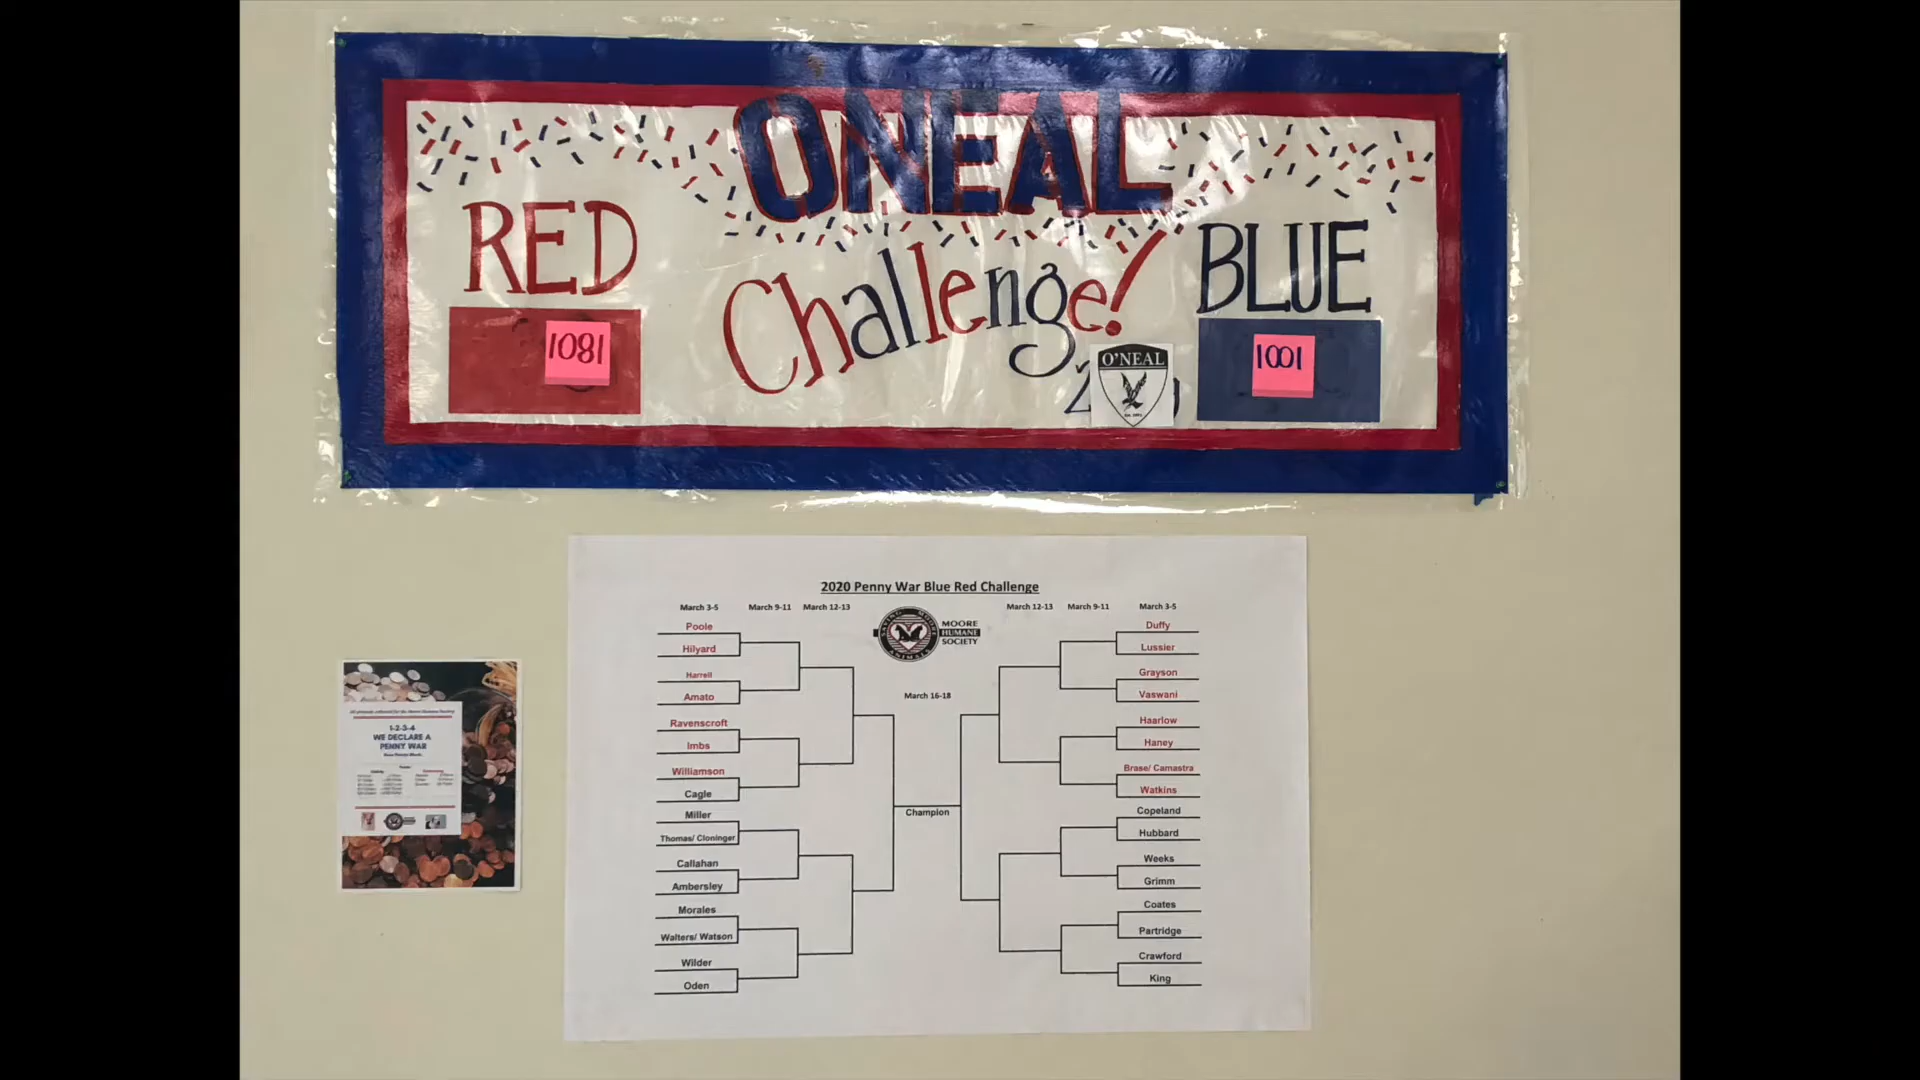 ONEAL
RED
Challenge!
BLUE
1081
1001
O'NEAL
2020 Penny War Blue Red Challenge
March 3-5
March 9-11
March 12-13
March 12-13
March 9-11
March 3-5
SAVING MOORE
ANIMALS
MOORE
HUMANE
SOCIETY
March 16-18
Champion
Poole
Hilyard
Harrell
Amato
Ravenscroft
Imbs
Williamson
Cagle
Miller
Thomas/ Cloninger
Callahan
Ambersley
Morales
Walters/ Watson
Wilder
Oden
Duffy
Lussier
Grayson
Vaswani
Haarlow
Haney
Brase/ Camastra
Watkins
Copeland
Hubbard
Weeks
Grimm
Coates
Partridge
Crawford
King
1-2-3-4
WE DECLARE A
PENNY WAR